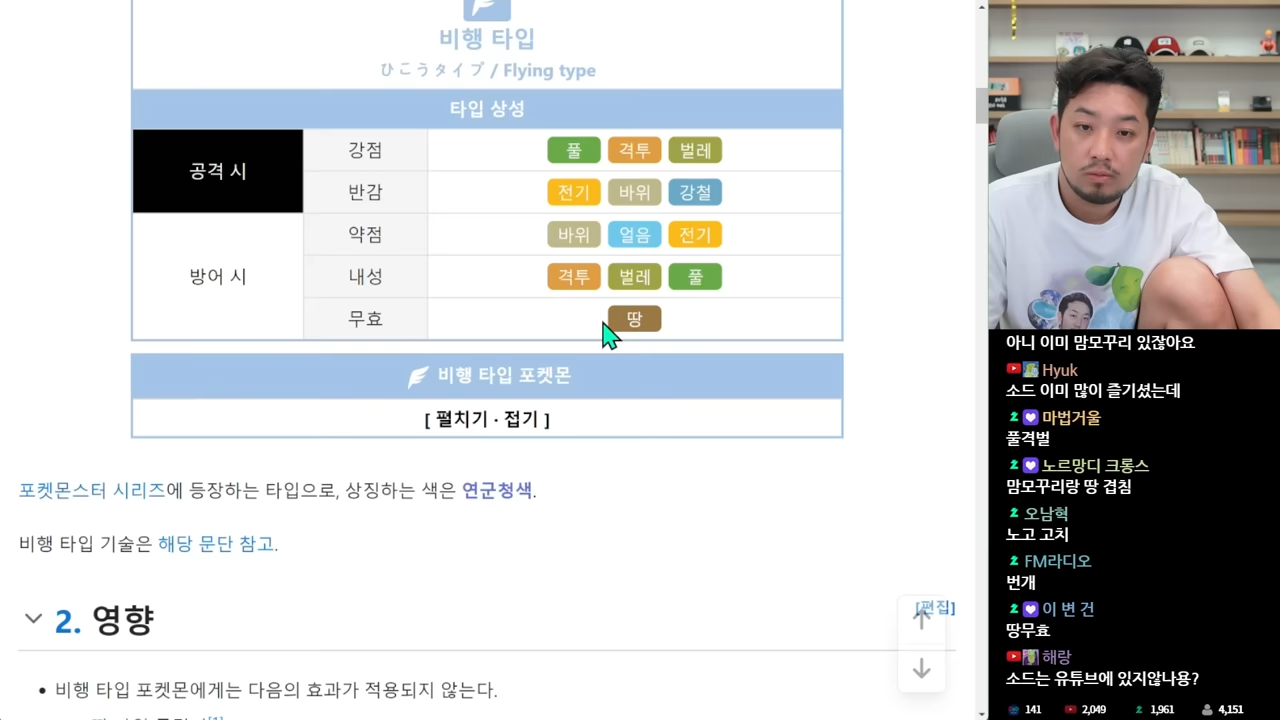 비행 타입
ひこうタイプ / Flying type
타입 상성
공격 시
강점
풀 격투 벌레
반감
전기 바위 강철
방어 시
약점
바위 얼음 전기
내성
격투 벌레 풀
무효
땅
비행 타입 포켓몬
[ 펼치기 · 접기 ]
포켓몬스터 시리즈에 등장하는 타입으로, 상징하는 색은 연군청색.
비행 타입 기술은 해당 문단 참고.
2. 영향
[편집]
비행 타입 포켓몬에게는 다음의 효과가 적용되지 않는다.
아니 이미 맘모꾸리 있잖아요
Hyuk
소드 이미 많이 즐기셨는데
마법거울
풀격벌
노르망디 크롱스
맘모꾸리랑 땅 겹침
오남혁
노고 고치
FM라디오
번개
이 변 건
땅무효
해랑
소드는 유튜브에 있지않나용?
141 2,049 1,961 4,151